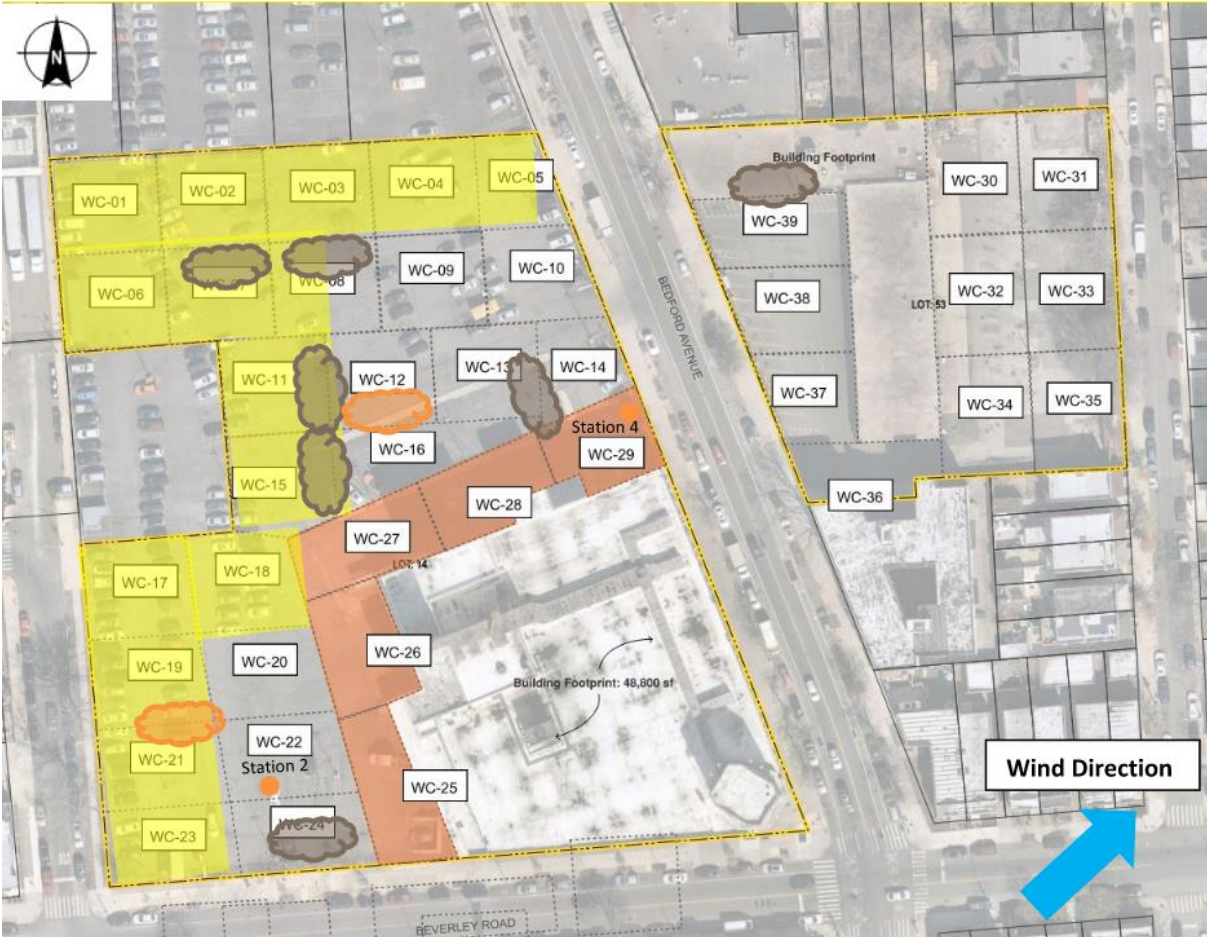 N
Building Footprint
WC-01
WC-02
WC-03
WC-04
WC-05
WC-30
WC-31
WC-39
WC-06
WC-08
WC-09
WC-10
WC-38
WC-32
WC-33
LOT: 53
BEDFORD AVENUE
WC-11
WC-12
WC-13
WC-14
WC-37
WC-34
WC-35
Station 4
WC-15
WC-16
WC-29
WC-28
WC-36
WC-27
LOT: 14
WC-17
WC-18
WC-19
WC-20
WC-26
Building Footprint: 48,800 sf
WC-21
WC-22
Station 2
WC-25
Wind Direction
WC-23
WC-24
BEVERLEY ROAD